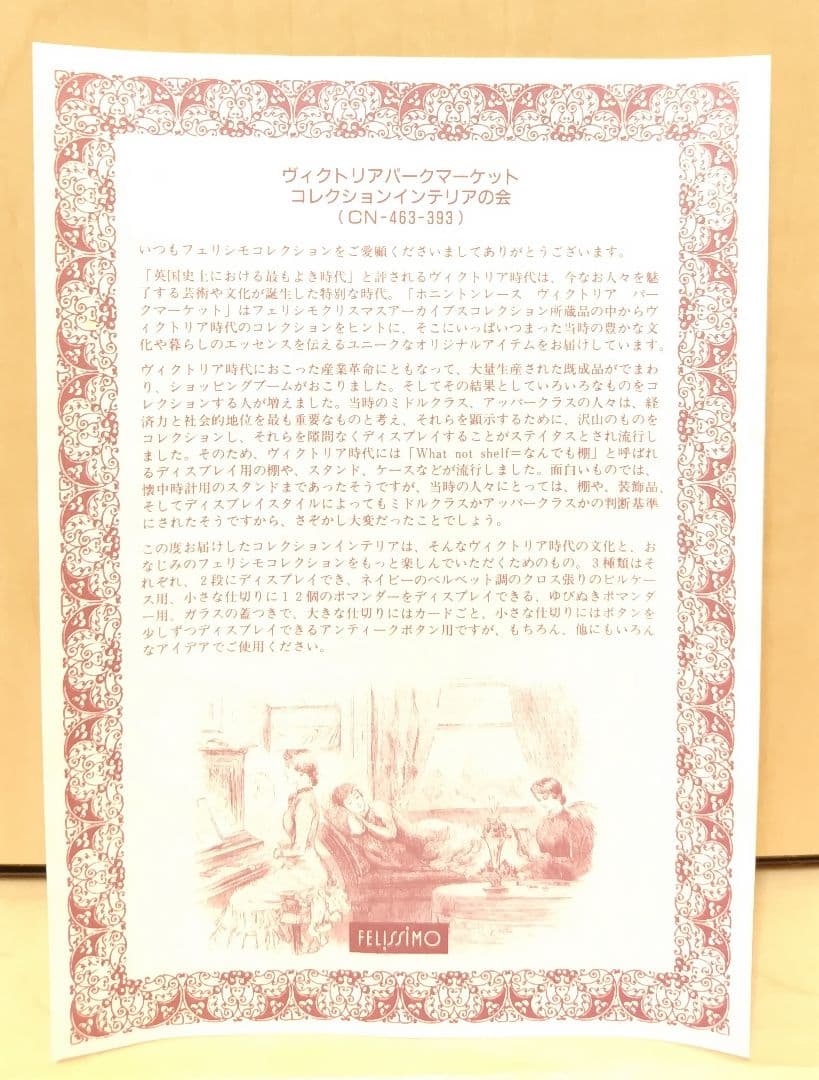 ヴィクトリアパークマーケット
コレクションインテリアの会
(CN-463-393)
いつもフェリシモコレクションをご愛顧くださいましてありがとうございます。
「英国史上における最もよき時代」と評されるヴィクトリア時代は、今なお人々を魅
了する芸術や文化が誕生した特別な時代。「ホニントンレース　ヴィクトリア　パー
クマーケット」はフェリシモクリスマスアーカイブスコレクション所蔵品の中からヴ
ィクトリア時代のコレクションをヒントに、そこにいっぱいつまった当時の豊かな文
化や暮らしのエッセンスを伝えるユニークなオリジナルアイテムをお届けしています。
ヴィクトリア時代におこった産業革命にともなって、大量生産された既成品がでまわ
り、ショッピングブームがおこりました。そしてその結果としていろいろなものをコ
レクションする人が増えました。当時のミドルクラス、アッパークラスの人々は、経
済力と社会的地位を最も重要なものと考え、それらを顕示するために、沢山のものを
コレクションし、それらを隙間なくディスプレイすることがステイタスとされ流行し
ました。そのため、ヴィクトリア時代には「What not shelf＝なんでも棚」と呼ばれ
るディスプレイ用の棚や、スタンド、ケースなどが流行しました。面白いものでは、
懐中時計用のスタンドまであったそうですが、当時の人々にとっては、棚や、装飾品、
そしてディスプレイスタイルによってもミドルクラスかアッパークラスかの判断基準
にされたそうですから、さぞかし大変だったことでしょう。
この度お届けしたコレクションインテリアは、そんなヴィクトリア時代の文化と、お
なじみのフェリシモコレクションをもっと楽しんでいただくためのもの。３種類はそ
れぞれ、２段にディスプレイでき、ネイビーのベルベット調のクロス張りのピルケー
ス用、小さな仕切りに１２個のポマンダーをディスプレイできる、ゆびぬきポマンダ
ー用、ガラスの蓋つきで、大きな仕切りにはカードごと、小さな仕切りにはボタンを
少しずつディスプレイできるアンティークボタン用ですが、もちろん、他にもいろん
なアイデアでご使用ください。
FELISSIMO